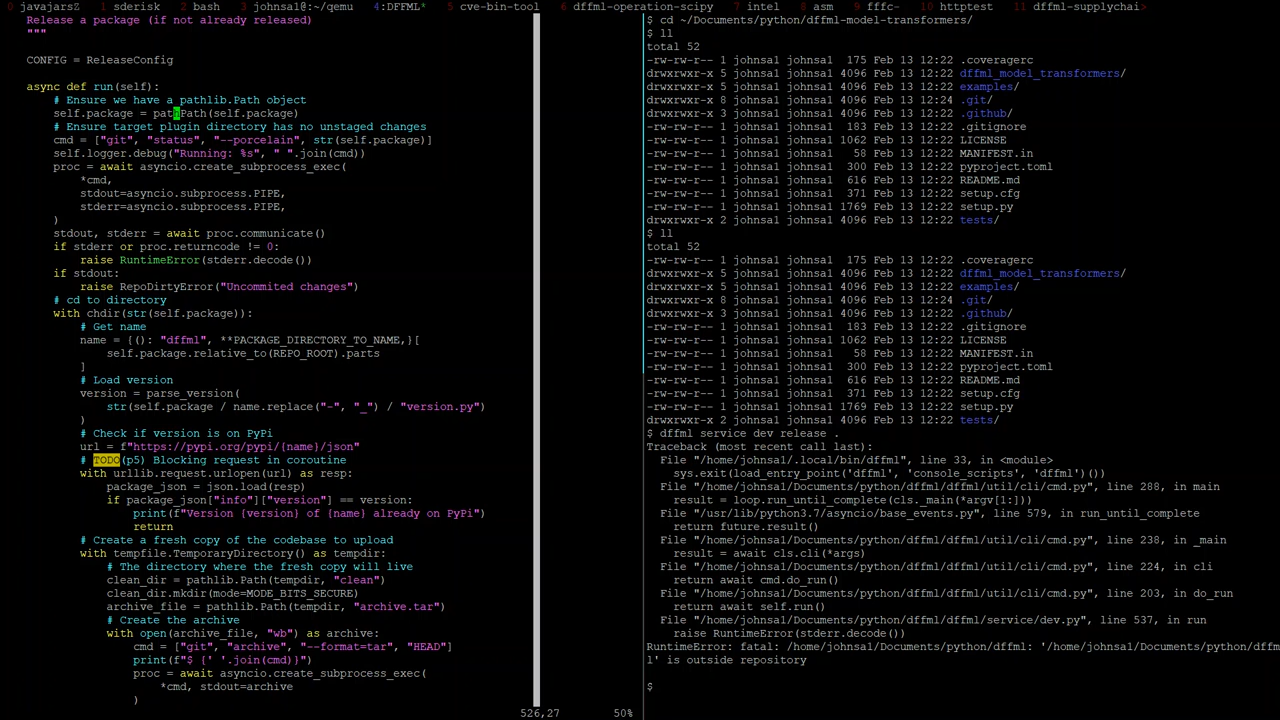 0 javajarsZ 1 sderisk 2 bash 3 johnsa1@:~/qemu 4:DFFML* 5 cve-bin-tool 6 dffml-operation-scipy 7 intel 8 asm 9 fffc- 10 httptest 11 dffml-supplychai>
Release a package (if not already released)
"""
CONFIG = ReleaseConfig
async def run(self):
# Ensure we have a pathlib.Path object
self.package = pathPath(self.package)
# Ensure target plugin directory has no unstaged changes
cmd = ["git", "status", "--porcelain", str(self.package)]
self.logger.debug("Running: %s", " ".join(cmd))
proc = await asyncio.create_subprocess_exec(
*cmd,
stdout=asyncio.subprocess.PIPE,
stderr=asyncio.subprocess.PIPE,
)
stdout, stderr = await proc.communicate()
if stderr or proc.returncode != 0:
raise RuntimeError(stderr.decode())
if stdout:
raise RepoDirtyError("Uncommited changes")
# cd to directory
with chdir(str(self.package)):
# Get name
name = {(): "dffml", **PACKAGE_DIRECTORY_TO_NAME,}[
self.package.relative_to(REPO_ROOT).parts
]
# Load version
version = parse_version(
str(self.package / name.replace("-", "_") / "version.py")
)
# Check if version is on PyPi
url = f"https://pypi.org/pypi/{name}/json"
# TODO(p5) Blocking request in coroutine
with urllib.request.urlopen(url) as resp:
package_json = json.load(resp)
if package_json["info"]["version"] == version:
print(f"Version {version} of {name} already on PyPi")
return
# Create a fresh copy of the codebase to upload
with tempfile.TemporaryDirectory() as tempdir:
# The directory where the fresh copy will live
clean_dir = pathlib.Path(tempdir, "clean")
clean_dir.mkdir(mode=MODE_BITS_SECURE)
archive_file = pathlib.Path(tempdir, "archive.tar")
# Create the archive
with open(archive_file, "wb") as archive:
cmd = ["git", "archive", "--format=tar", "HEAD"]
print(f"$ {' '.join(cmd)}")
proc = await asyncio.create_subprocess_exec(
*cmd, stdout=archive
)
526,27 50%
$ cd ~/Documents/python/dffml-model-transformers/
$ ll
total 52
-rw-rw-r-- 1 johnsa1 johnsa1 175 Feb 13 12:22 .coveragerc
drwxrwxr-x 5 johnsa1 johnsa1 4096 Feb 13 12:22 dffml_model_transformers/
drwxrwxr-x 5 johnsa1 johnsa1 4096 Feb 13 12:22 examples/
drwxrwxr-x 8 johnsa1 johnsa1 4096 Feb 13 12:24 .git/
drwxrwxr-x 3 johnsa1 johnsa1 4096 Feb 13 12:22 .github/
-rw-rw-r-- 1 johnsa1 johnsa1 183 Feb 13 12:22 .gitignore
-rw-rw-r-- 1 johnsa1 johnsa1 1062 Feb 13 12:22 LICENSE
-rw-rw-r-- 1 johnsa1 johnsa1 58 Feb 13 12:22 MANIFEST.in
-rw-rw-r-- 1 johnsa1 johnsa1 300 Feb 13 12:22 pyproject.toml
-rw-rw-r-- 1 johnsa1 johnsa1 616 Feb 13 12:22 README.md
-rw-rw-r-- 1 johnsa1 johnsa1 371 Feb 13 12:22 setup.cfg
-rw-rw-r-- 1 johnsa1 johnsa1 1769 Feb 13 12:22 setup.py
drwxrwxr-x 2 johnsa1 johnsa1 4096 Feb 13 12:22 tests/
$ ll
total 52
-rw-rw-r-- 1 johnsa1 johnsa1 175 Feb 13 12:22 .coveragerc
drwxrwxr-x 5 johnsa1 johnsa1 4096 Feb 13 12:22 dffml_model_transformers/
drwxrwxr-x 5 johnsa1 johnsa1 4096 Feb 13 12:22 examples/
drwxrwxr-x 8 johnsa1 johnsa1 4096 Feb 13 12:24 .git/
drwxrwxr-x 3 johnsa1 johnsa1 4096 Feb 13 12:22 .github/
-rw-rw-r-- 1 johnsa1 johnsa1 183 Feb 13 12:22 .gitignore
-rw-rw-r-- 1 johnsa1 johnsa1 1062 Feb 13 12:22 LICENSE
-rw-rw-r-- 1 johnsa1 johnsa1 58 Feb 13 12:22 MANIFEST.in
-rw-rw-r-- 1 johnsa1 johnsa1 300 Feb 13 12:22 pyproject.toml
-rw-rw-r-- 1 johnsa1 johnsa1 616 Feb 13 12:22 README.md
-rw-rw-r-- 1 johnsa1 johnsa1 371 Feb 13 12:22 setup.cfg
-rw-rw-r-- 1 johnsa1 johnsa1 1769 Feb 13 12:22 setup.py
drwxrwxr-x 2 johnsa1 johnsa1 4096 Feb 13 12:22 tests/
$ dffml service dev release .
Traceback (most recent call last):
File "/home/johnsa1/.local/bin/dffml", line 33, in <module>
sys.exit(load_entry_point('dffml', 'console_scripts', 'dffml')())
File "/home/johnsa1/Documents/python/dffml/dffml/util/cli/cmd.py", line 288, in main
result = loop.run_until_complete(cls._main(*argv[1:]))
File "/usr/lib/python3.7/asyncio/base_events.py", line 579, in run_until_complete
return future.result()
File "/home/johnsa1/Documents/python/dffml/dffml/util/cli/cmd.py", line 238, in _main
result = await cls.cli(*args)
File "/home/johnsa1/Documents/python/dffml/dffml/util/cli/cmd.py", line 224, in cli
return await cmd.do_run()
File "/home/johnsa1/Documents/python/dffml/dffml/util/cli/cmd.py", line 203, in do_run
return await self.run()
File "/home/johnsa1/Documents/python/dffml/dffml/service/dev.py", line 537, in run
raise RuntimeError(stderr.decode())
RuntimeError: fatal: /home/johnsa1/Documents/python/dffml: '/home/johnsa1/Documents/python/dffm
l' is outside repository
$